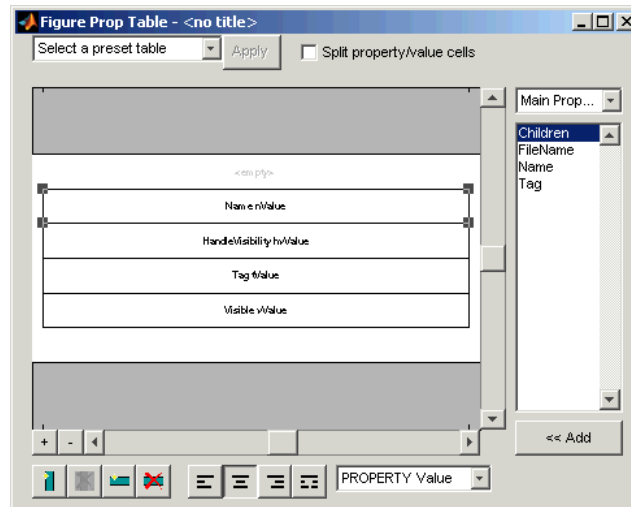 Figure Prop Table - <no title>
Select a preset table
Apply
Split property/value cells
Main Prop...
Children
FileName
Name
Tag
<empty>
Name nValue
HandleVisibility hvValue
Tag tValue
Visible vValue
+ -
<< Add
PROPERTY Value